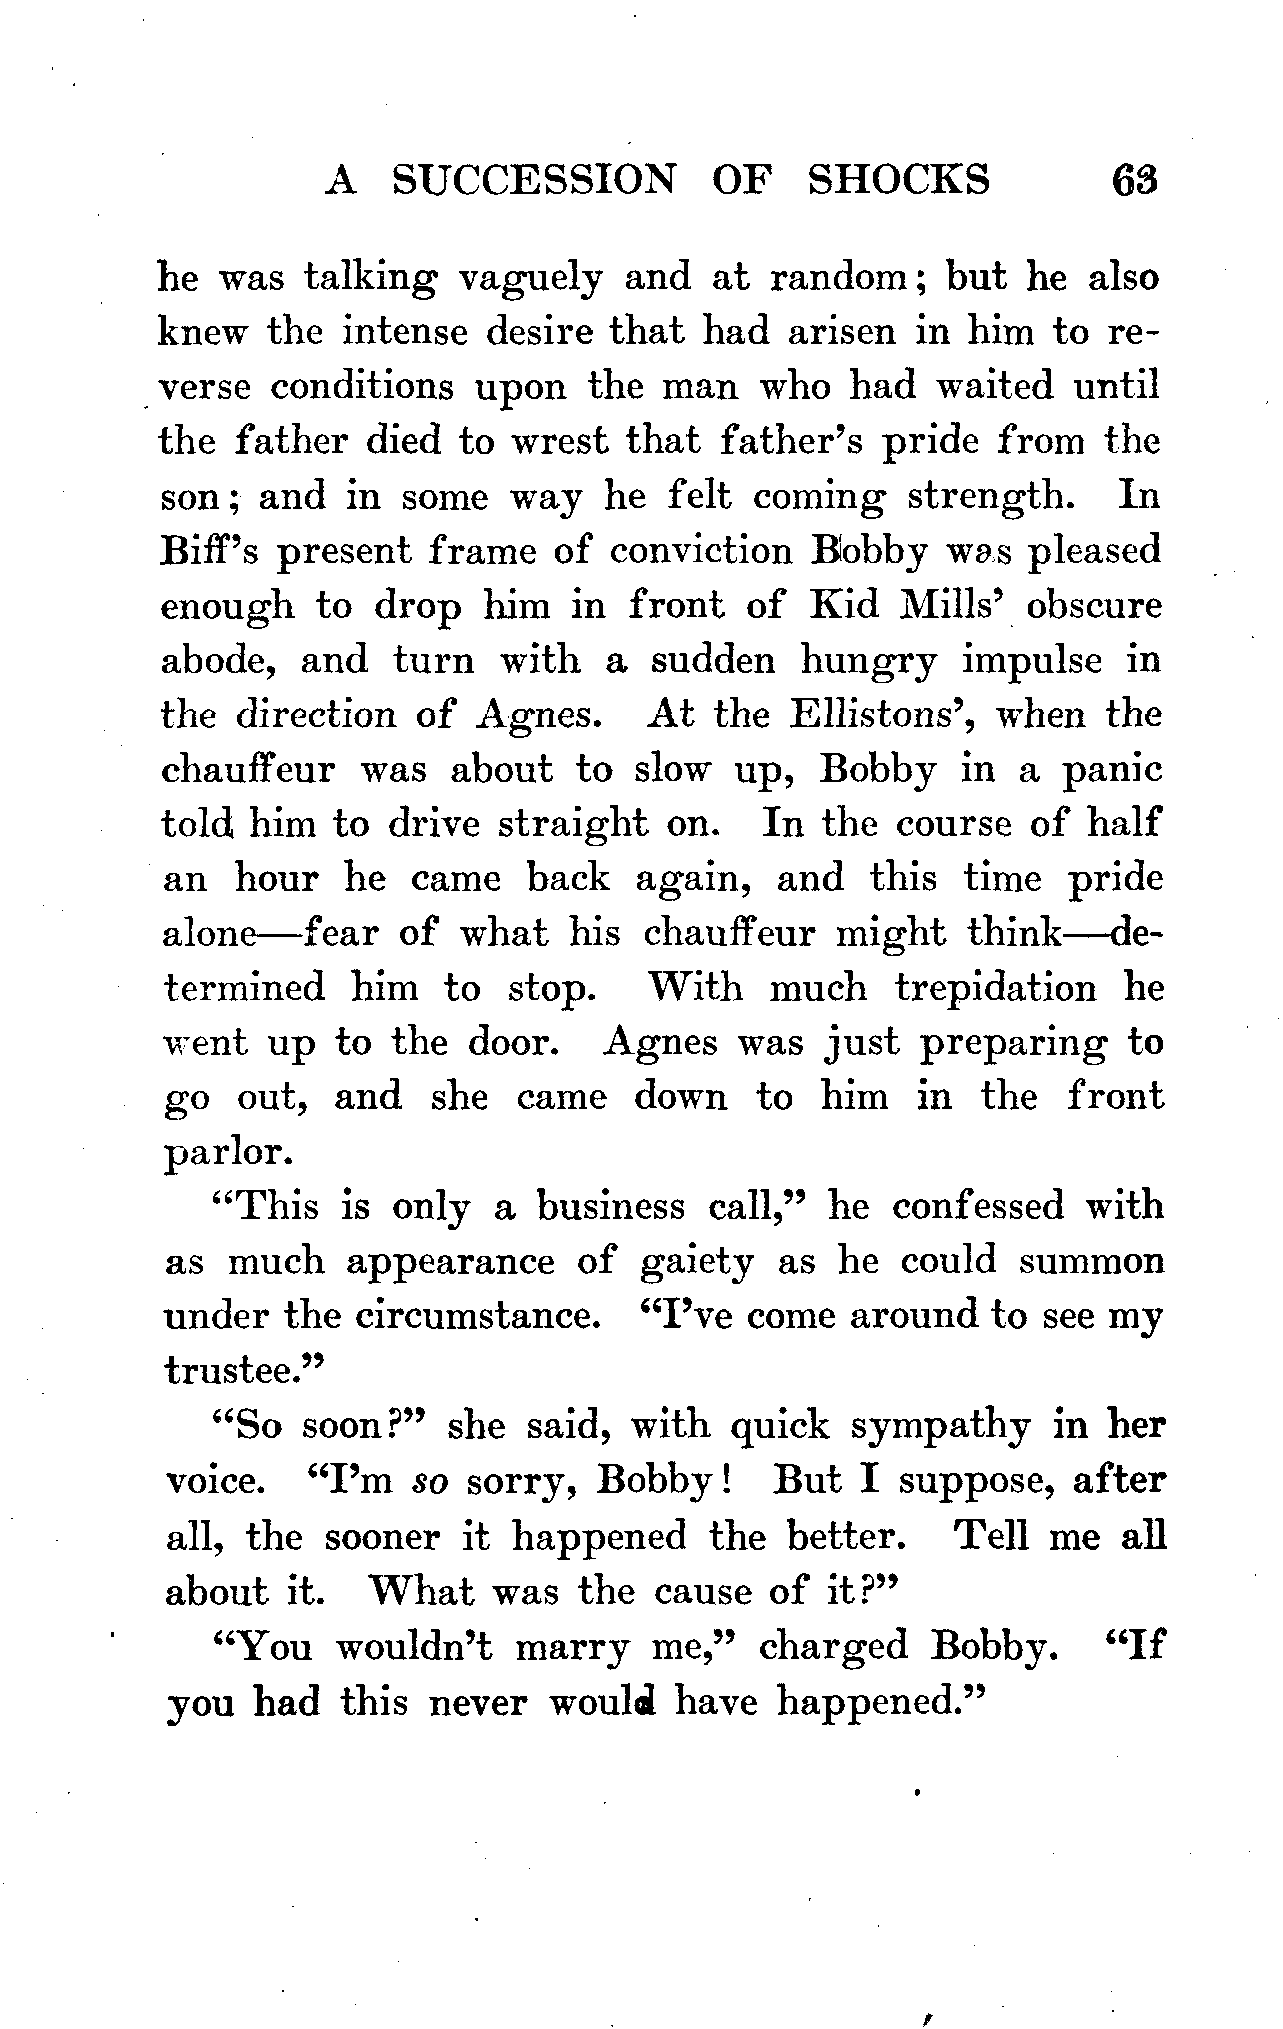 A SUCCESSION OF SHOCKS 63
he was talking vaguely and at random; but he also
knew the intense desire that had arisen in him to re-
verse conditions upon the man who had waited until
the father died to wrest that father's pride from the
son; and in some way he felt coming strength. In
Biff's present frame of conviction Bobby was pleased
enough to drop him in front of Kid Mills' obscure
abode, and turn with a sudden hungry impulse in
the direction of Agnes. At the Ellistons', when the
chauffeur was about to slow up, Bobby in a panic
told him to drive straight on. In the course of half
an hour he came back again, and this time pride
alone—fear of what his chauffeur might think—de-
termined him to stop. With much trepidation he
went up to the door. Agnes was just preparing to
go out, and she came down to him in the front
parlor.
"This is only a business call," he confessed with
as much appearance of gaiety as he could summon
under the circumstance. "I've come around to see my
trustee."
"So soon?" she said, with quick sympathy in her
voice. "I'm so sorry, Bobby! But I suppose, after
all, the sooner it happened the better. Tell me all
about it. What was the cause of it?"
"You wouldn't marry me," charged Bobby. "If
you had this never would have happened."